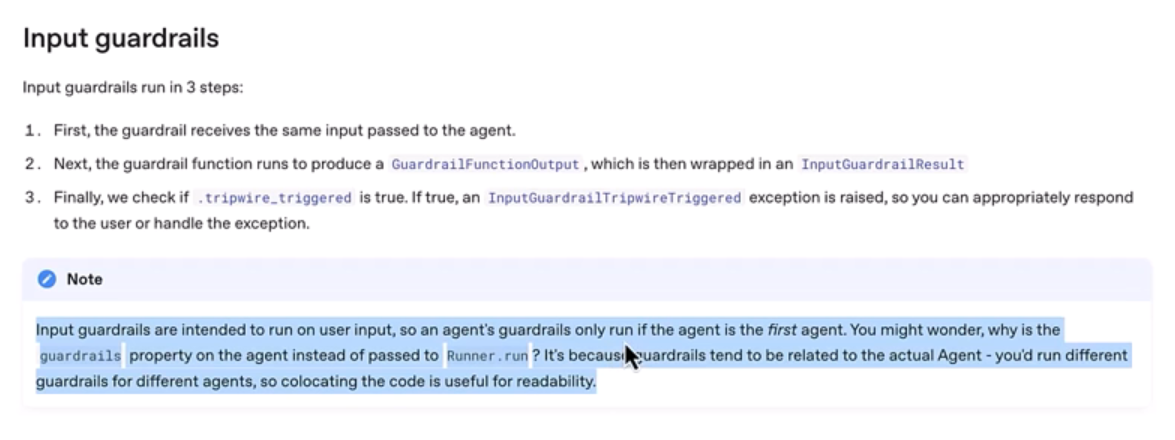 Input guardrails
Input guardrails run in 3 steps:
1. First, the guardrail receives the same input passed to the agent.
2. Next, the guardrail function runs to produce a GuardrailFunctionOutput, which is then wrapped in an InputGuardrailResult
3. Finally, we check if .tripwire_triggered is true. If true, an InputGuardrailTripwireTriggered exception is raised, so you can appropriately respond
to the user or handle the exception.
Note
Input guardrails are intended to run on user input, so an agent's guardrails only run if the agent is the first agent. You might wonder, why is the
guardrails property on the agent instead of passed to Runner.run? It's because guardrails tend to be related to the actual Agent - you'd run different
guardrails for different agents, so colocating the code is useful for readability.